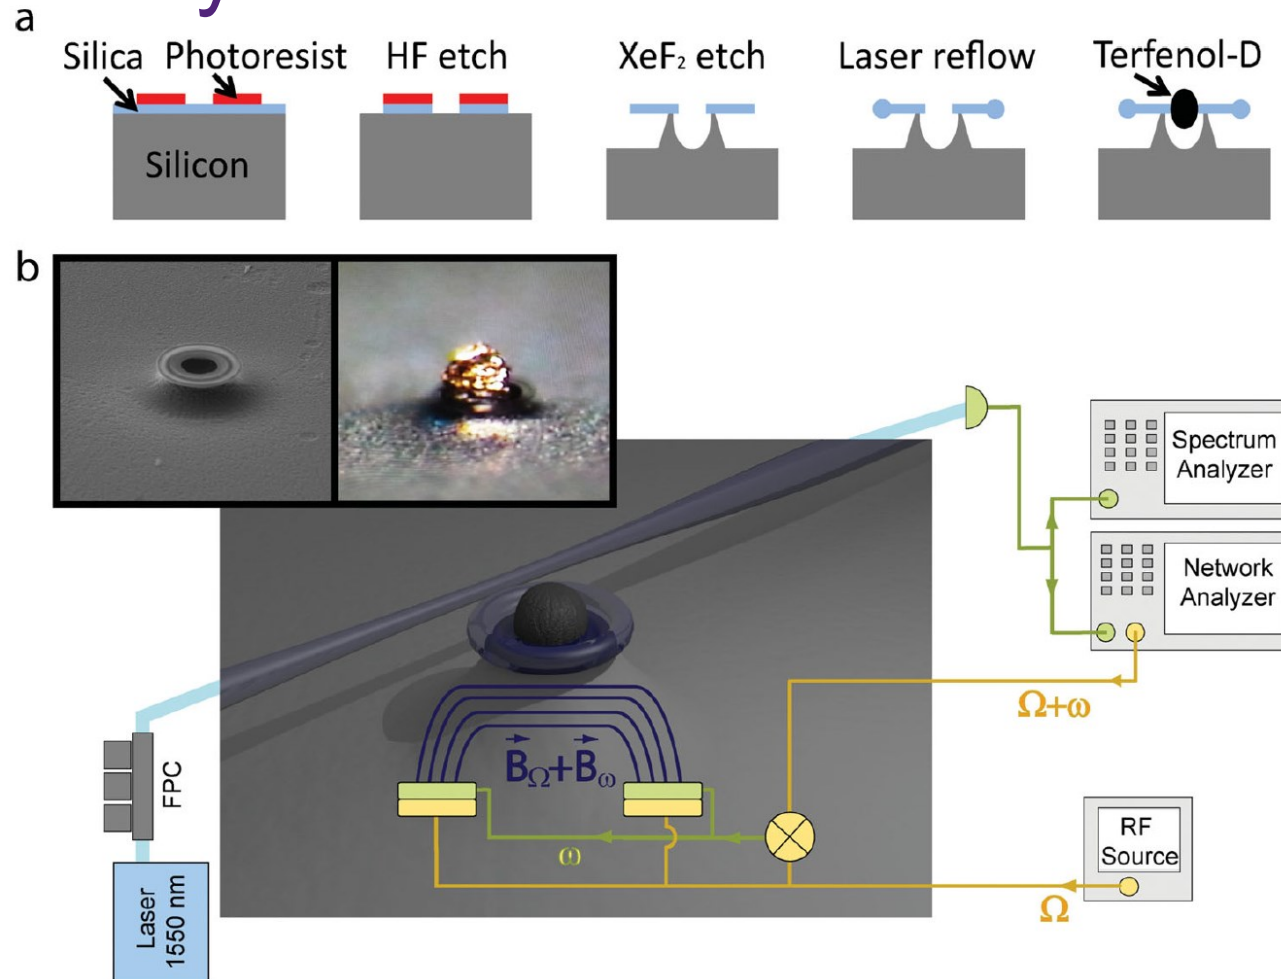 a
Silica
Photoresist
HF etch
XeF₂ etch
Laser reflow
Terfenol-D
Silicon
b
Spectrum
Analyzer
Network
Analyzer
Ω+ω
B⃗Ω+B⃗ω
FPC
ω
RF
Source
Ω
Laser
1550 nm